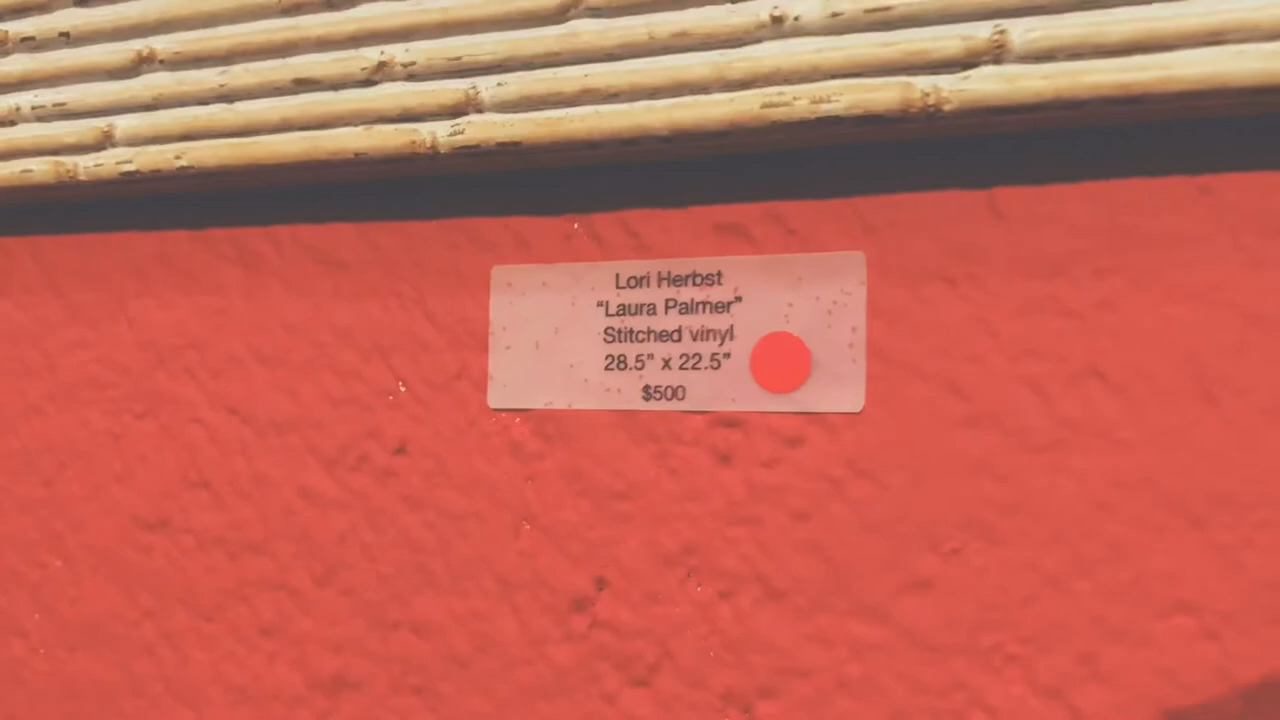 Lori Herbst
“Laura Palmer”
Stitched vinyl
28.5” x 22.5”
$500